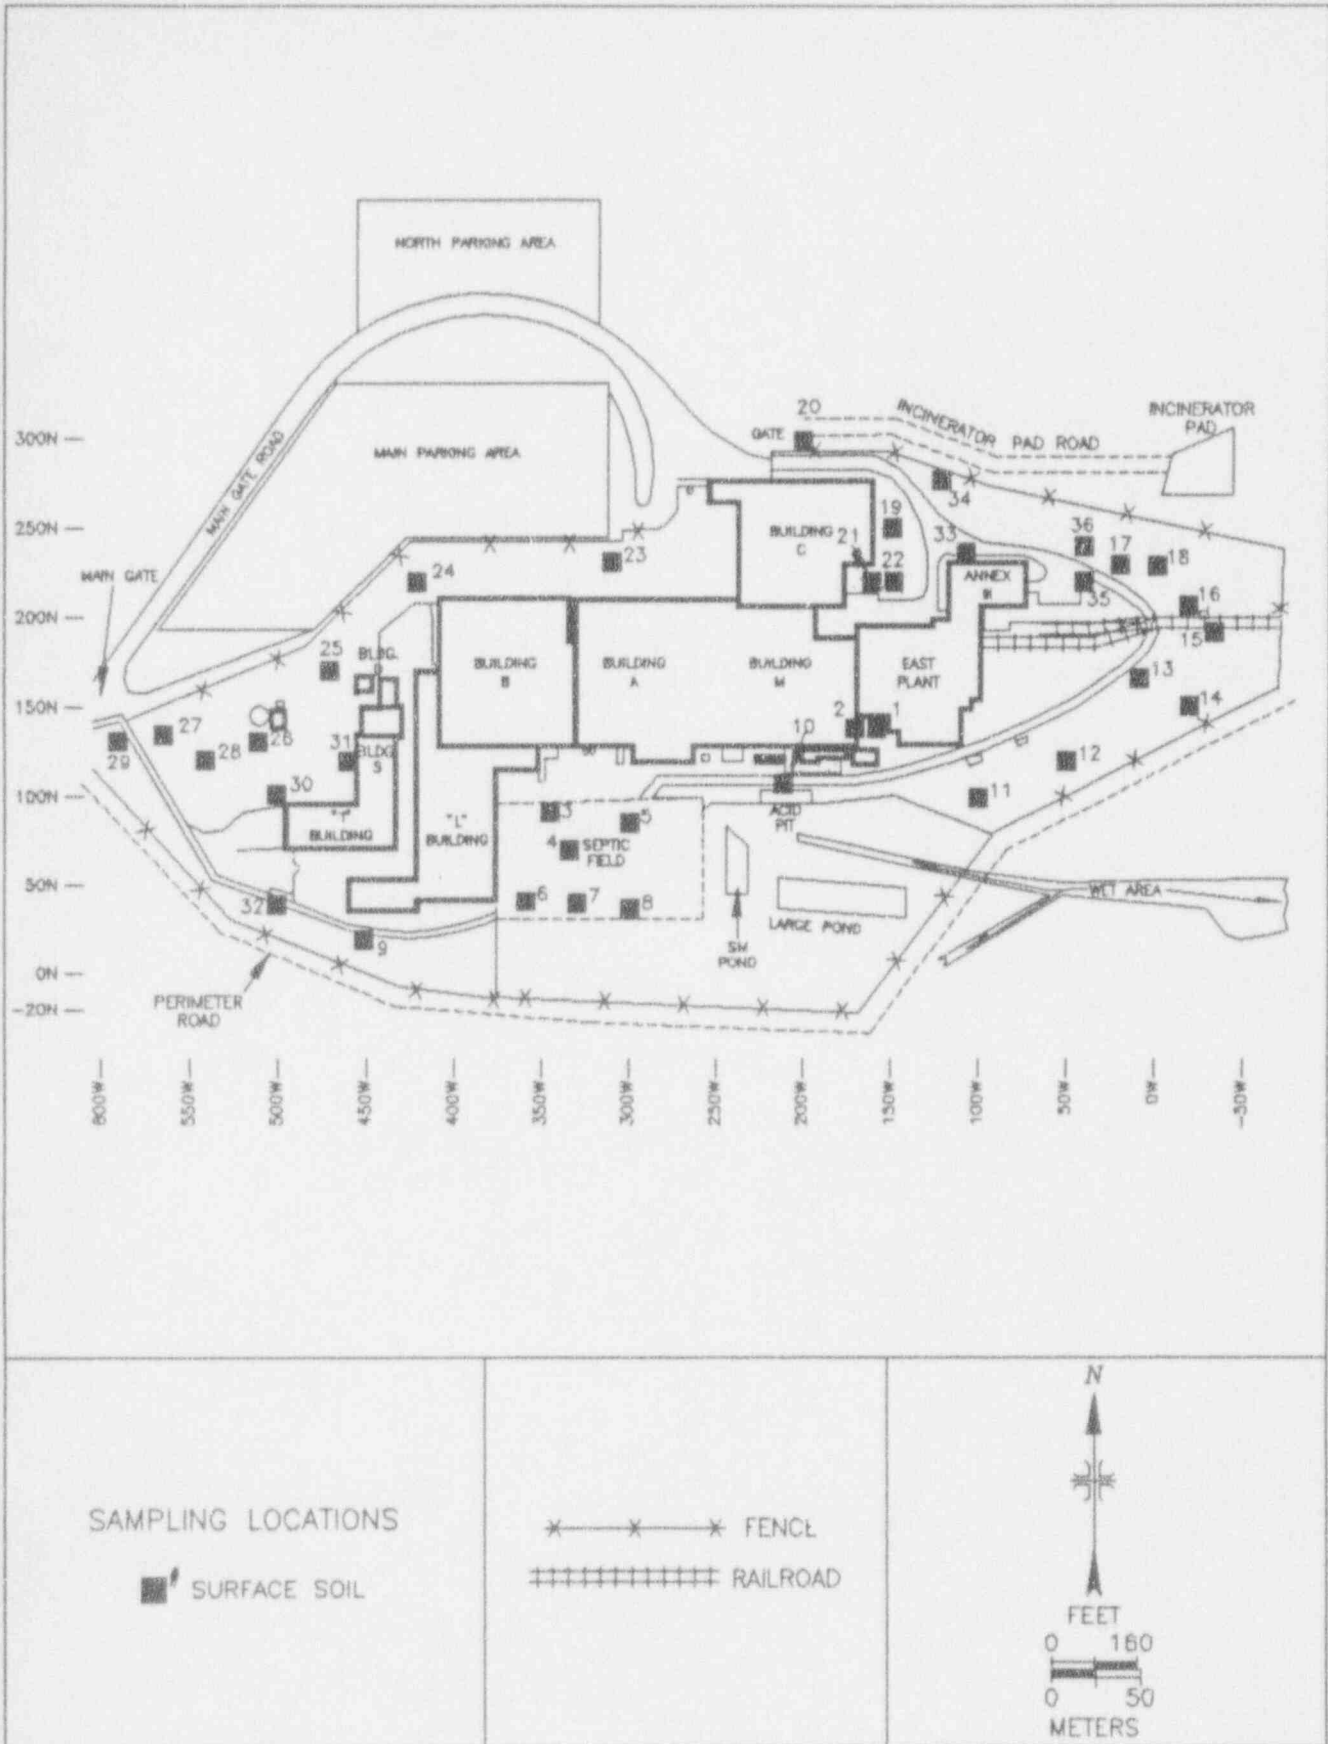 NORTH PARKING AREA
MAIN PARKING AREA
MAIN GATE ROAD
MAIN GATE
20
GATE
INCINERATOR PAD ROAD
INCINERATOR
PAD
300N
250N
200N
150N
100N
50N
0N
-20N
34
19
36
33
17
18
BUILDING
C
21
22
23
24
ANNEX
35
16
15
13
14
25
BLDG.
BUILDING
B
BUILDING
A
BUILDING
M
EAST
PLANT
2
1
10
12
11
27
28
26
29
31
BLDG
S
30
BUILDING
"L"
BUILDING
3
5
4
SEPTIC
FIELD
6
7
8
ACID
PIT
WET AREA
LARGE POND
SM
POND
32
9
PERIMETER
ROAD
600W
550W
500W
450W
400W
350W
300W
250W
200W
150W
100W
50W
0W
-50W
SAMPLING LOCATIONS
# SURFACE SOIL
FENCE
RAILROAD
N
FEET
0 160
0 50
METERS